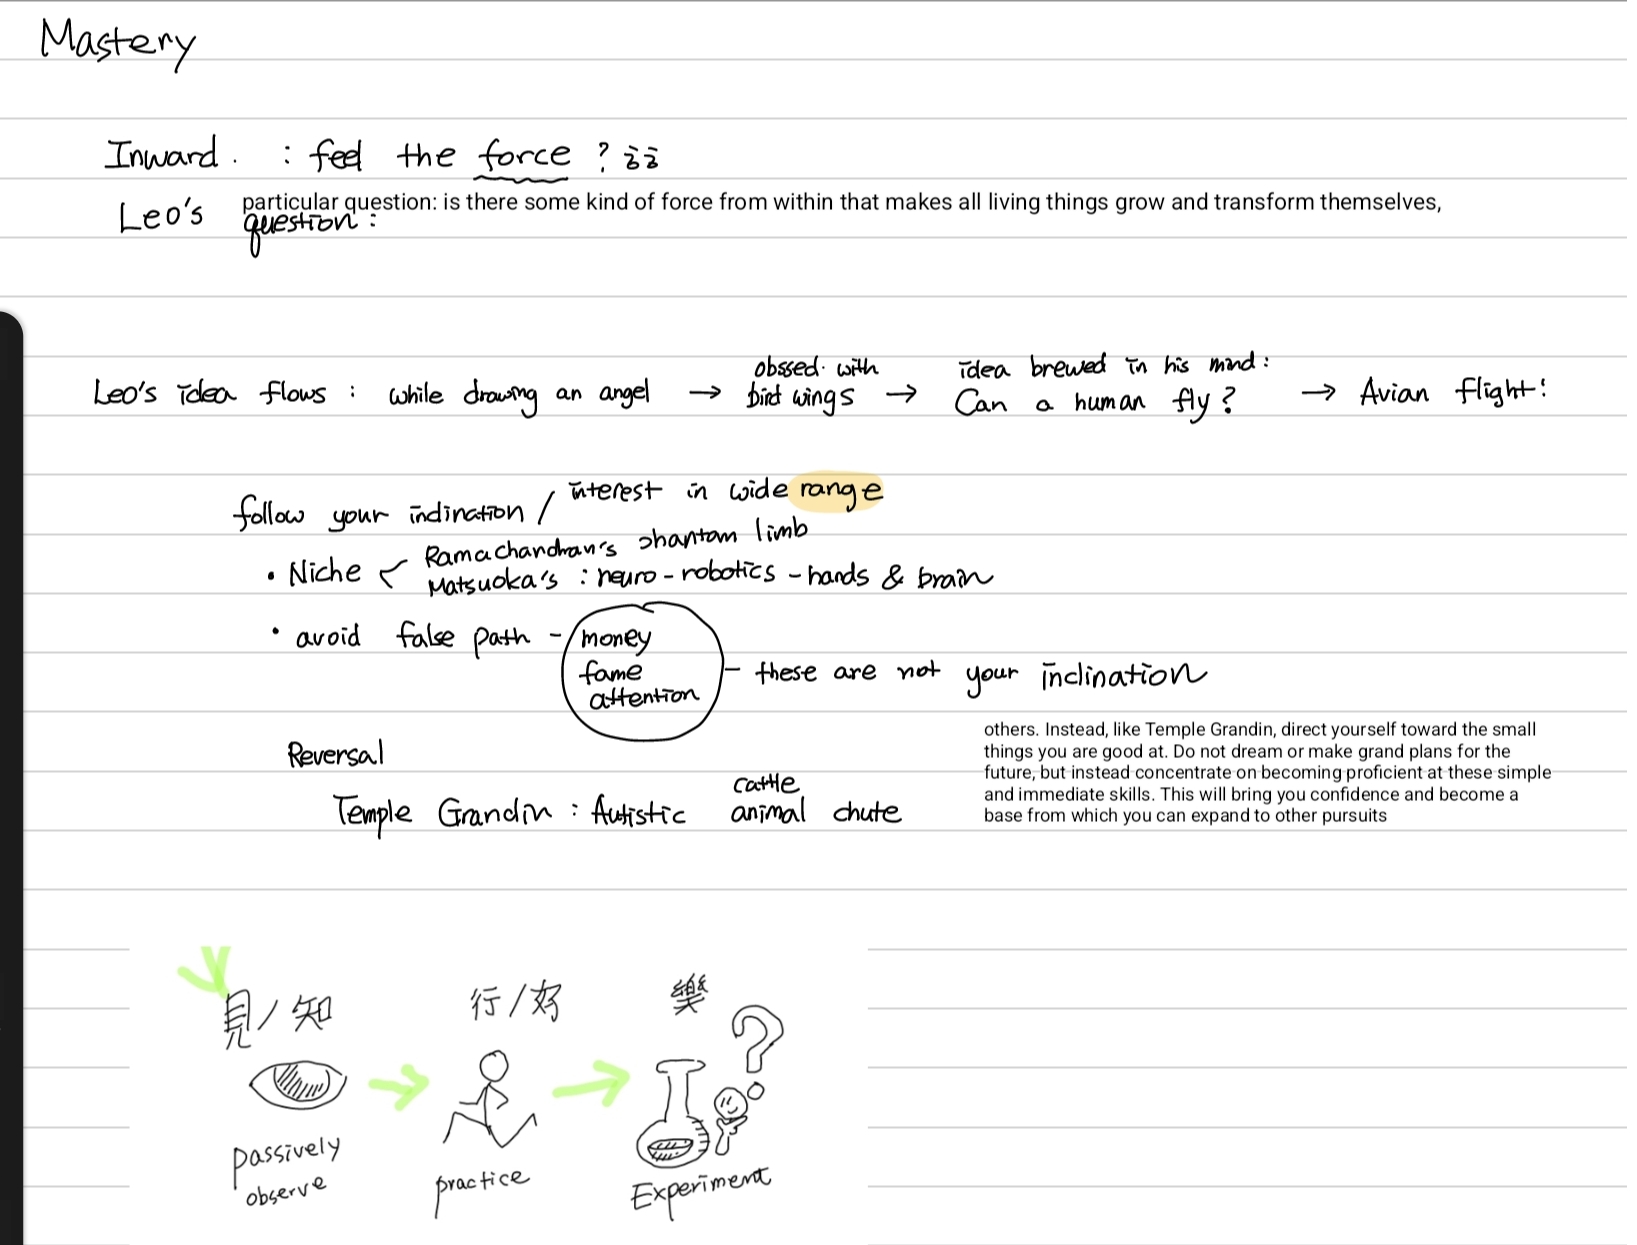 Mastery
Inward. : feel the force ? ㅎㅎ
particular question: is there some kind of force from within that makes all living things grow and transform themselves,
Leo's question:
obssed with idea brewed in his mind:
Leo's idea flows : while drawing an angel → bird wings → Can a human fly? → Avian flight!
follow your indination / interest in wide range
• Niche < Ramachandran's phantom limb
Matsuoka's : neuro-robotics - hands & brain
• avoid false path - money
fame
attention
- these are not your inclination
Reversal
cattle
Temple Grandin : Autistic animal chute
others. Instead, like Temple Grandin, direct yourself toward the small
things you are good at. Do not dream or make grand plans for the
future, but instead concentrate on becoming proficient at these simple
and immediate skills. This will bring you confidence and become a
base from which you can expand to other pursuits
見/知 行/好 樂
?
passively
observe
practice
Experiment